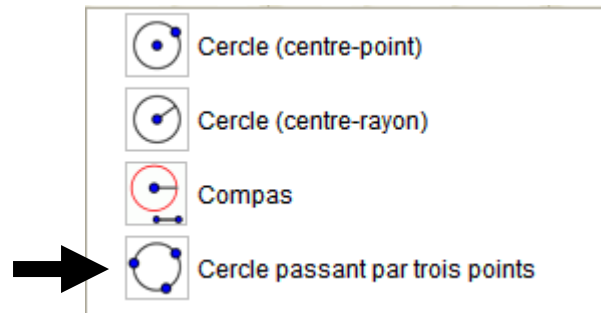 Cercle (centre-point)
Cercle (centre-rayon)
Compas
Cercle passant par trois points